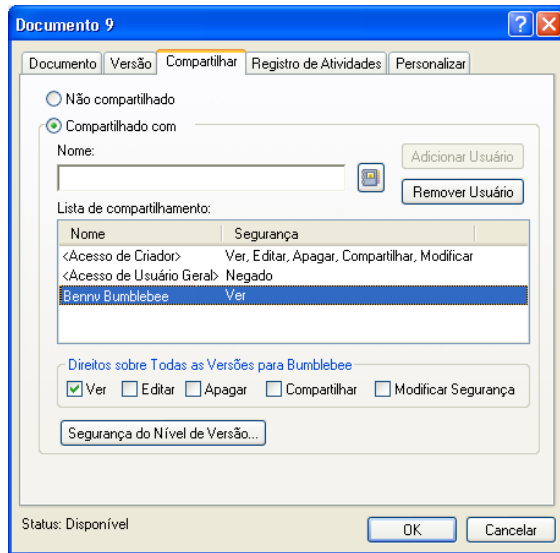 Documento 9
Documento Versão Compartilhar Registro de Atividades Personalizar
Não compartilhado
Compartilhado com
Nome:
Adicionar Usuário
Remover Usuário
Lista de compartilhamento:
Nome Segurança
<Acesso de Criador> Ver, Editar, Apagar, Compartilhar, Modificar
<Acesso de Usuário Geral> Negado
Benny Bumblebee Ver
Direitos sobre Todas as Versões para Bumblebee
Ver Editar Apagar Compartilhar Modificar Segurança
Segurança do Nível de Versão...
Status: Disponível
OK Cancelar